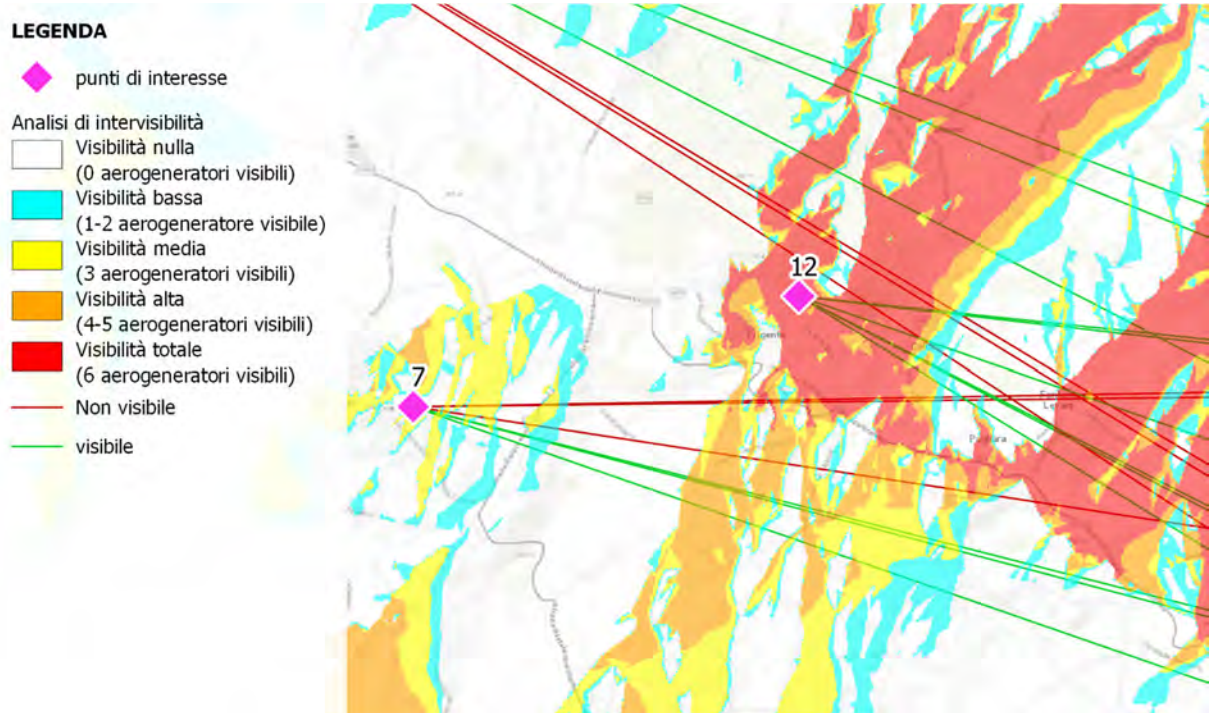 LEGENDA
punti di interesse
Analisi di intervisibilità
Visibilità nulla
(0 aerogeneratori visibili)
Visibilità bassa
(1-2 aerogeneratore visibile)
Visibilità media
(3 aerogeneratori visibili)
Visibilità alta
(4-5 aerogeneratori visibili)
Visibilità totale
(6 aerogeneratori visibili)
Non visibile
visibile
12
7